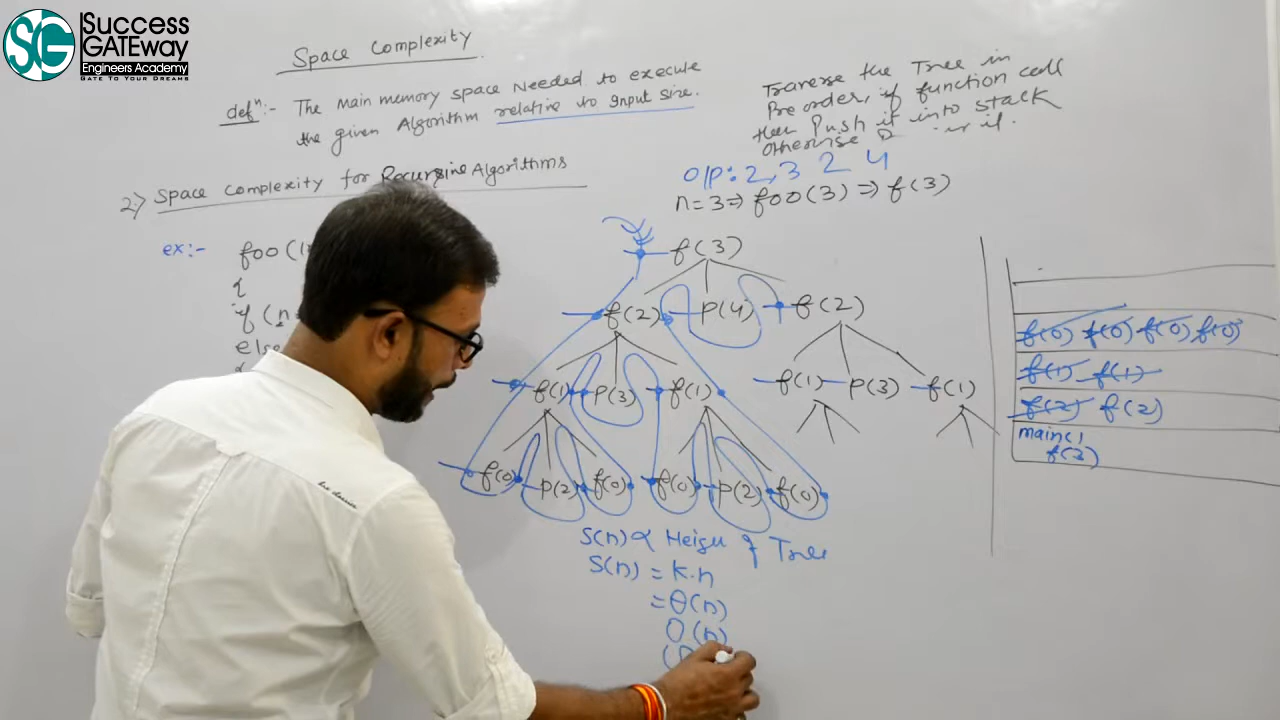 Success
GATEway
Engineers Academy
GATE TO YOUR DREAMS
SG
Space Complexity
defⁿ:- The Main memory space Needed to execute
the given Algorithm relative to Input size.
2) Space complexity for Recursive Algorithms
ex:- foo (
{
if (n
else
Traverse the Tree in
Preorder, if function call
then Push it into stack
otherwise
o/p: 2, 3 2 4
n=3 ⇒ foo(3) ⇒ f(3)
f(3)
f(2) P(4) f(2)
f(1) P(3) f(1) f(1) P(3) f(1)
f(0) P(2) f(0) f(0) P(2) f(0)
S(n) ∝ Height of Tree
S(n) = K.n
= θ(n)
O(n)
f(0) f(0) f(0) f(0)
f(1) f(1)
f(2) f(2)
main()
f(3)